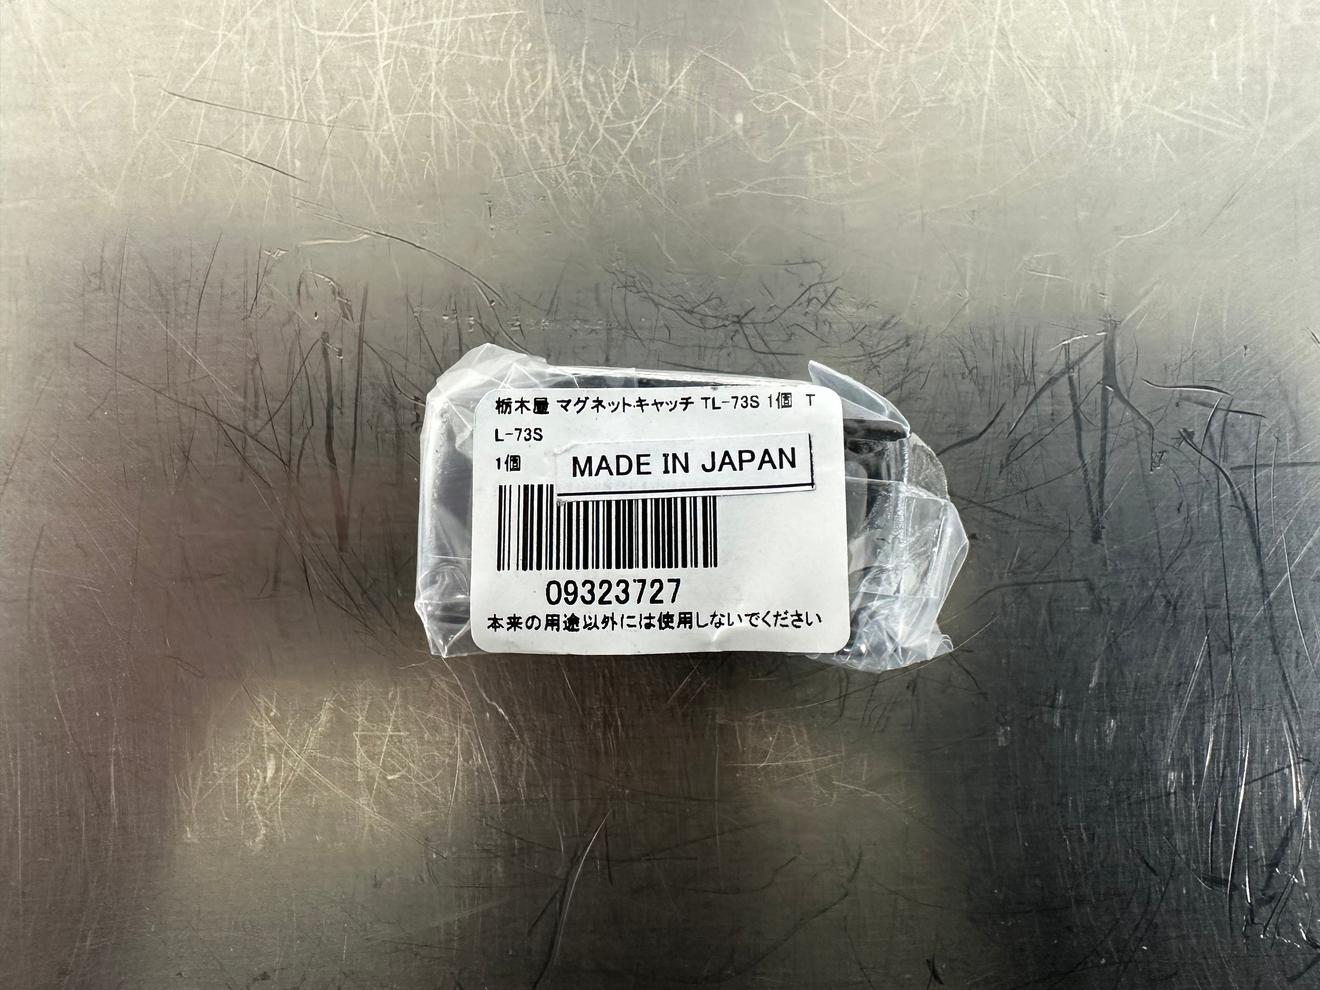 栃木屋 マグネットキャッチ TL-73S 1個 T
L-73S
1個
MADE IN JAPAN
09323727
本来の用途以外には使用しないでください